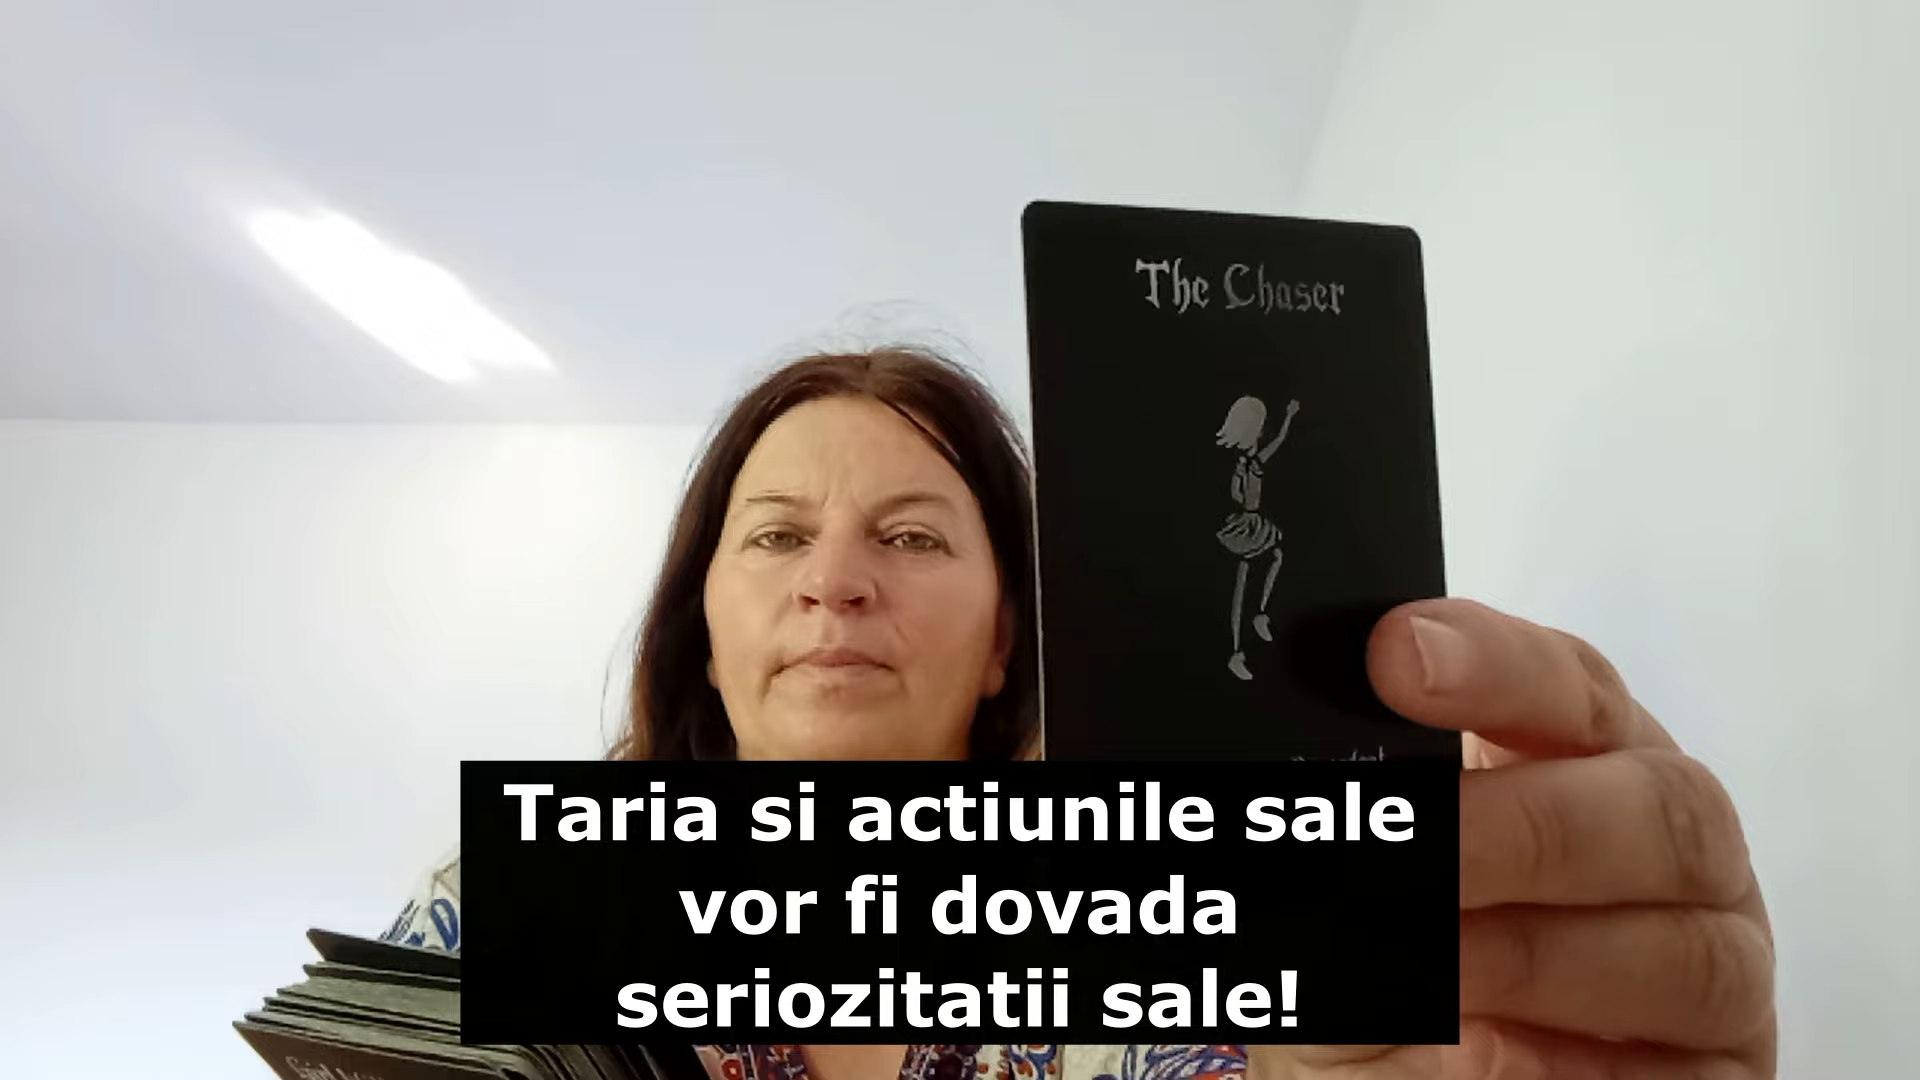 The Chaser
Taria si actiunile sale
vor fi dovada
seriozitatii sale!